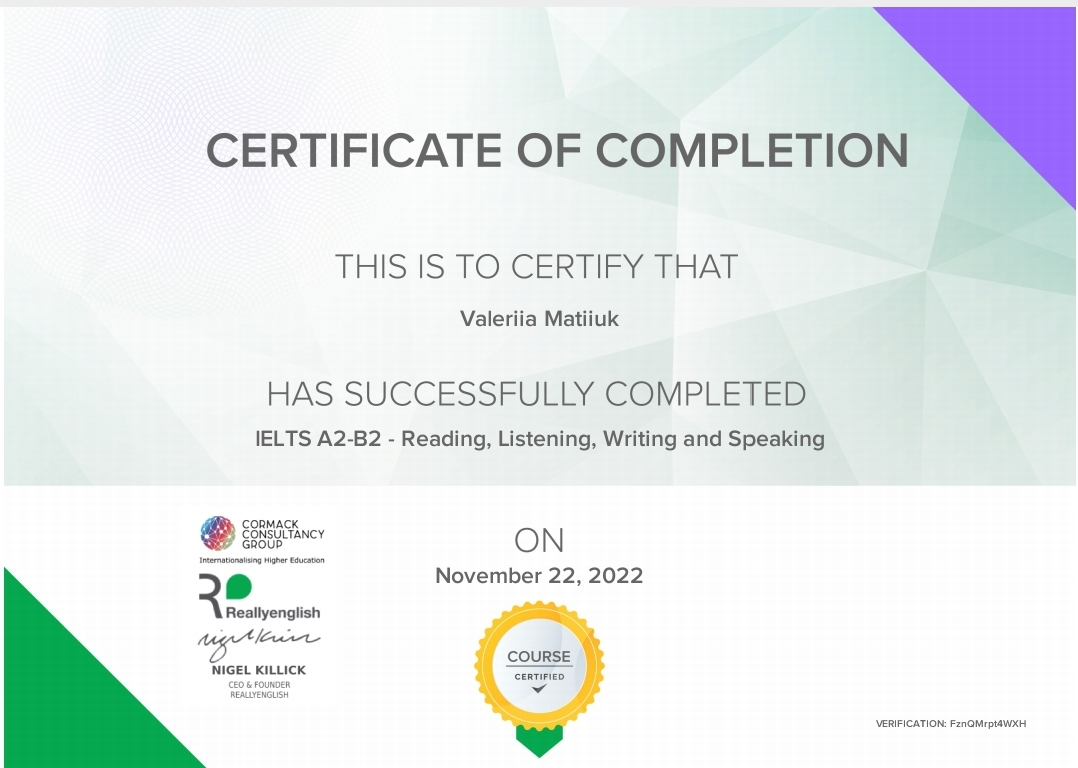 CERTIFICATE OF COMPLETION
THIS IS TO CERTIFY THAT
Valeriia Matiiuk
HAS SUCCESSFULLY COMPLETED
IELTS A2-B2 - Reading, Listening, Writing and Speaking
CORMACK
CONSULTANCY
GROUP
Internationalising Higher Education
Reallyenglish
NIGEL KILLICK
CEO & FOUNDER
REALLYENGLISH
ON
November 22, 2022
COURSE
CERTIFIED
VERIFICATION: FznQMrpt4WXH